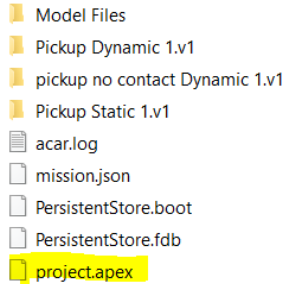 Model Files
Pickup Dynamic 1.v1
pickup no contact Dynamic 1.v1
Pickup Static 1.v1
acar.log
mission.json
PersistentStore.boot
PersistentStore.fdb
project.apex